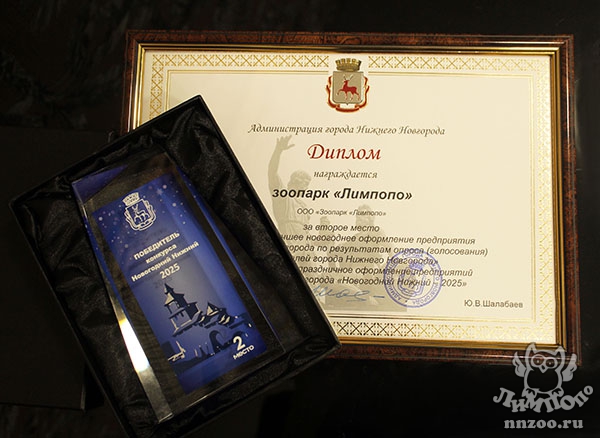 Администрация города Нижнего Новгорода
Диплом
награждается
зоопарк «Лимпопо»
ООО «Зоопарк «Лимпопо»
за второе место
новогоднее оформление предприятия
города по результатам опроса (голосования)
города Нижнего Новгорода
праздничное оформление предприятий
города «Новогодний Нижний 2025»
Ю.В.Шалабаев
ПОБЕДИТЕЛЬ
конкурса
Новогодний Нижний
2025
2
МЕСТО
Лимпопо
nnzoo.ru